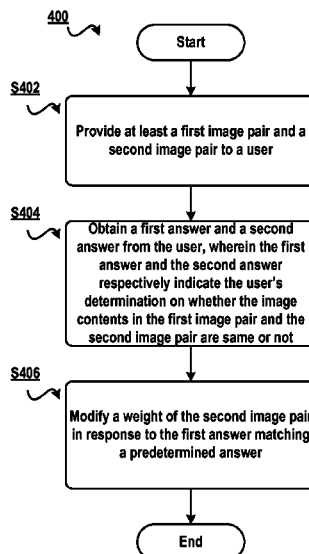 400
Start
S402
Provide at least a first image pair and a
second image pair to a user
S404
Obtain a first answer and a second
answer from the user, wherein the first
answer and the second answer
respectively indicate the user's
determination on whether the image
contents in the first image pair and the
second image pair are same or not
S406
Modify a weight of the second image pair
in response to the first answer matching
a predetermined answer
End